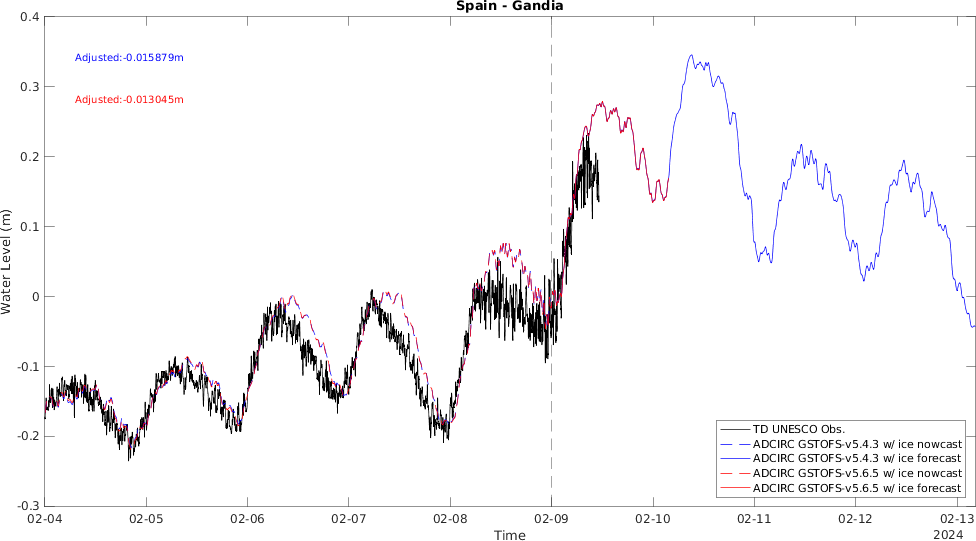 Spain - Gandia
0.4
0.3
0.2
0.1
0
-0.1
-0.2
-0.3
Water Level (m)
Adjusted:-0.015879m
Adjusted:-0.013045m
TD UNESCO Obs.
ADCIRC GSTOFS-v5.4.3 w/ ice nowcast
ADCIRC GSTOFS-v5.4.3 w/ ice forecast
ADCIRC GSTOFS-v5.6.5 w/ ice nowcast
ADCIRC GSTOFS-v5.6.5 w/ ice forecast
02-04 02-05 02-06 02-07 02-08 02-09 02-10 02-11 02-12 02-13
Time
2024